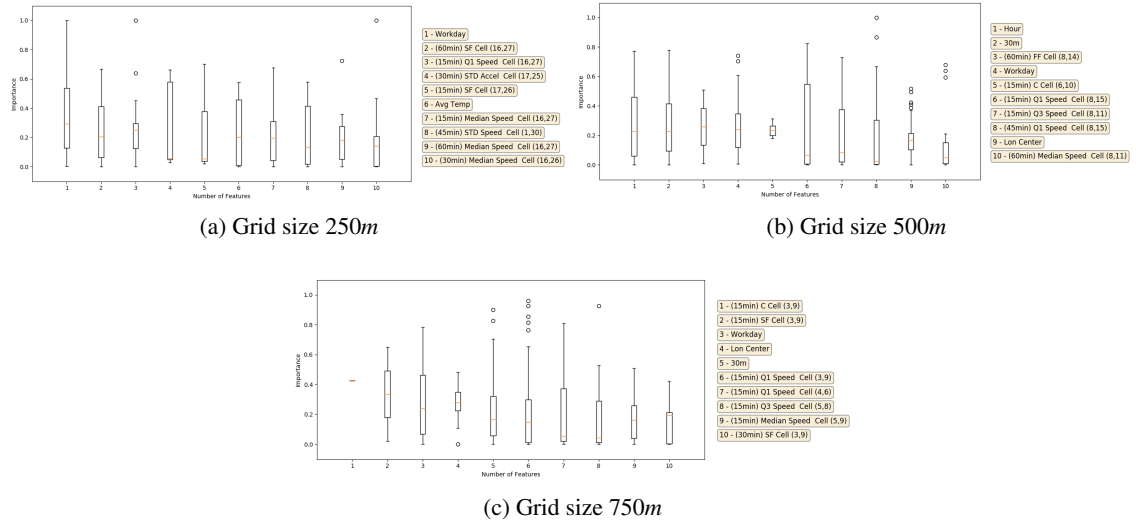 1.0
0.8
0.6
0.4
0.2
0.0
Importance
1 2 3 4 5 6 7 8 9 10
Number of Features
1 - Workday
2 - (60min) SF Cell (16,27)
3 - (15min) Q1 Speed Cell (16,27)
4 - (30min) STD Accel Cell (17,25)
5 - (15min) SF Cell (17,26)
6 - Avg Temp
7 - (15min) Median Speed Cell (16,27)
8 - (45min) STD Speed Cell (1,30)
9 - (60min) Median Speed Cell (16,27)
10 - (30min) Median Speed Cell (16,26)
(a) Grid size 250m
1.0
0.8
0.6
0.4
0.2
0.0
Importance
1 2 3 4 5 6 7 8 9 10
Number of Features
1 - Hour
2 - 30m
3 - (60min) FF Cell (8,14)
4 - Workday
5 - (15min) C Cell (6,10)
6 - (15min) Q1 Speed Cell (8,15)
7 - (15min) Q3 Speed Cell (8,11)
8 - (45min) Q1 Speed Cell (8,15)
9 - Lon Center
10 - (60min) Median Speed Cell (8,11)
(b) Grid size 500m
1.0
0.8
0.6
0.4
0.2
0.0
Importance
1 2 3 4 5 6 7 8 9 10
Number of Features
1 - (15min) C Cell (3,9)
2 - (15min) SF Cell (3,9)
3 - Workday
4 - Lon Center
5 - 30m
6 - (15min) Q1 Speed Cell (3,9)
7 - (15min) Q1 Speed Cell (4,6)
8 - (15min) Q3 Speed Cell (5,8)
9 - (15min) Median Speed Cell (5,9)
10 - (30min) SF Cell (3,9)
(c) Grid size 750m